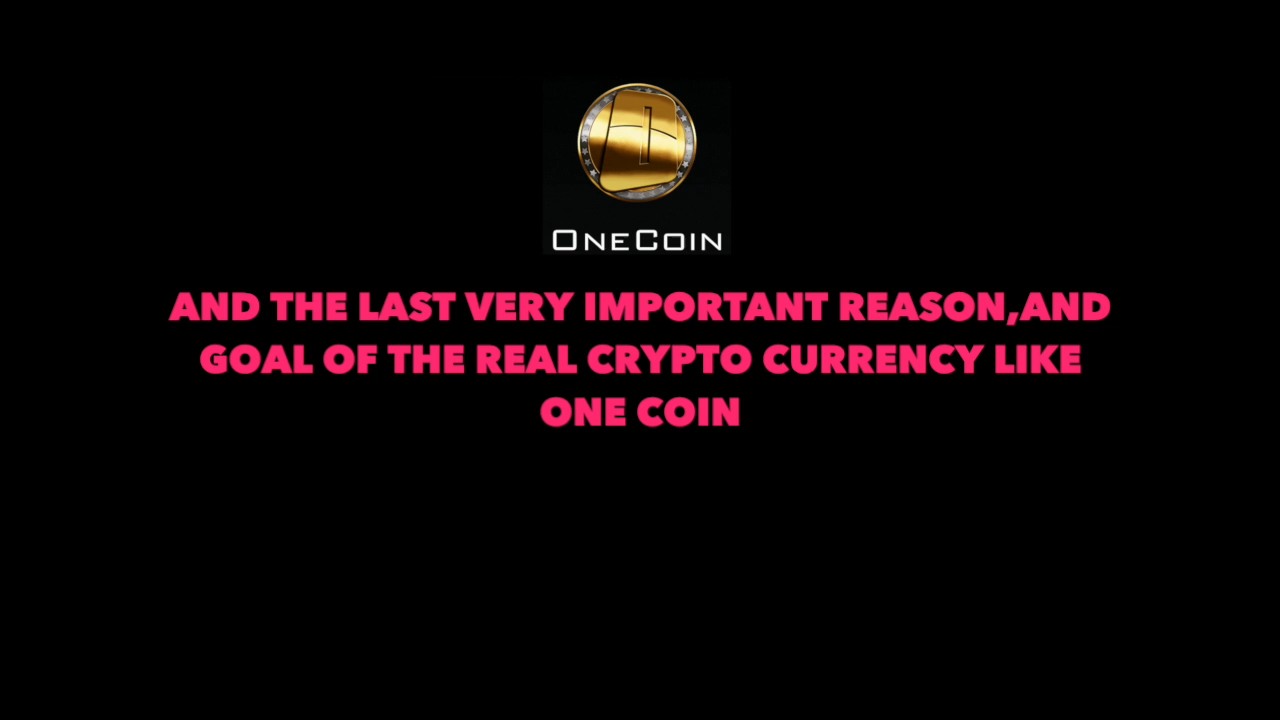 ONECOIN
AND THE LAST VERY IMPORTANT REASON,AND
GOAL OF THE REAL CRYPTO CURRENCY LIKE
ONE COIN